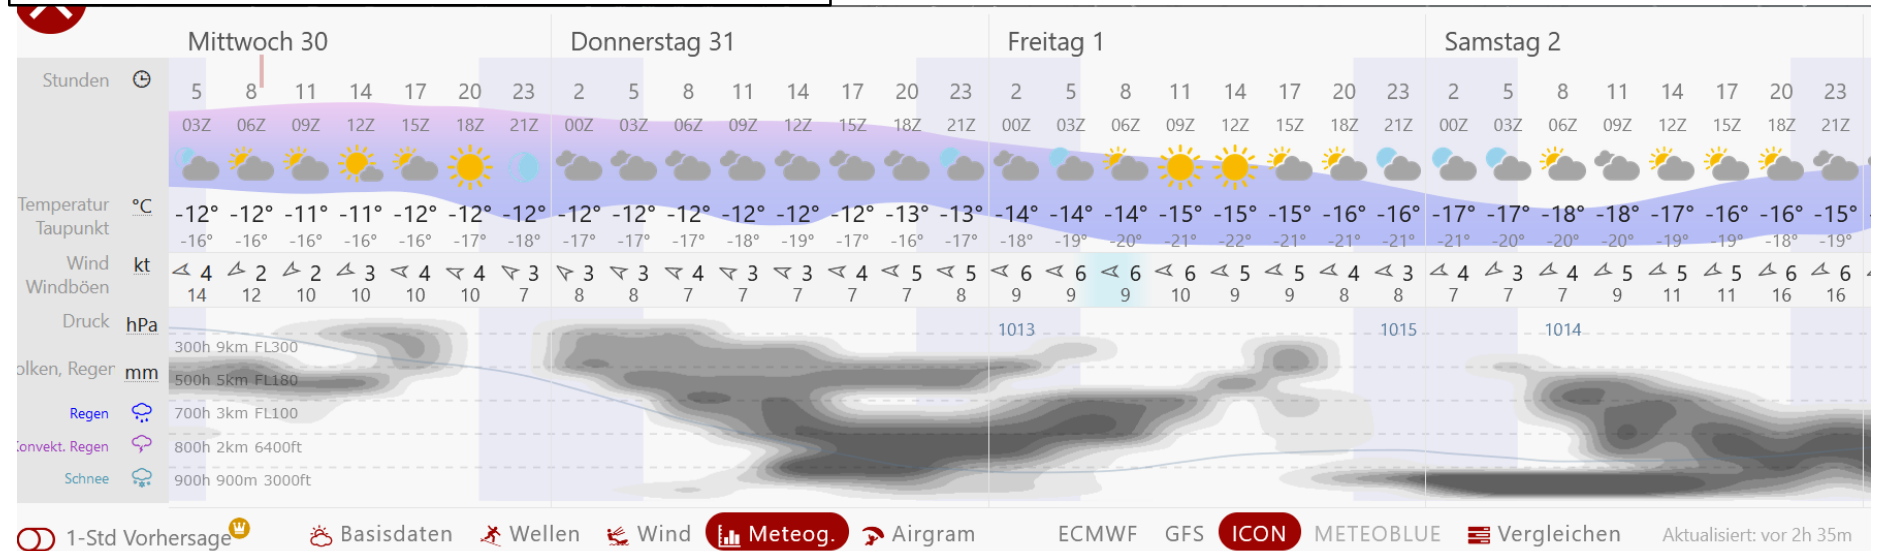 Mittwoch 30 Donnerstag 31 Freitag 1 Samstag 2
Stunden 5 8 11 14 17 20 23 2 5 8 11 14 17 20 23 2 5 8 11 14 17 20 23 2 5 8 11 14 17 20 23
03Z 06Z 09Z 12Z 15Z 18Z 21Z 00Z 03Z 06Z 09Z 12Z 15Z 18Z 21Z 00Z 03Z 06Z 09Z 12Z 15Z 18Z 21Z 00Z 03Z 06Z 09Z 12Z 15Z 18Z 21Z
Temperatur °C -12° -12° -11° -11° -12° -12° -12° -12° -12° -12° -12° -12° -12° -13° -13° -14° -14° -14° -15° -15° -15° -16° -16° -17° -17° -18° -18° -17° -16° -16° -15°
Taupunkt -16° -16° -16° -16° -16° -17° -18° -17° -17° -17° -18° -19° -17° -16° -17° -18° -19° -20° -21° -22° -21° -21° -21° -21° -20° -20° -20° -19° -19° -18° -19°
Wind kt 4 2 2 3 4 4 3 3 3 4 3 3 4 5 5 6 6 6 6 5 5 4 3 4 3 4 5 5 5 6 6
Windböen 14 12 10 10 10 10 7 8 8 7 7 7 7 7 8 9 9 9 10 9 9 8 8 7 7 7 9 11 11 16 16
Druck hPa 1013 1015 1014
300h 9km FL300
olken, Regen mm
500h 5km FL180
Regen 700h 3km FL100
Konvekt. Regen 800h 2km 6400ft
Schnee 900h 900m 3000ft
1-Std Vorhersage Basisdaten Wellen Wind Meteog. Airgram ECMWF GFS ICON METEOBLUE Vergleichen Aktualisiert: vor 2h 35m